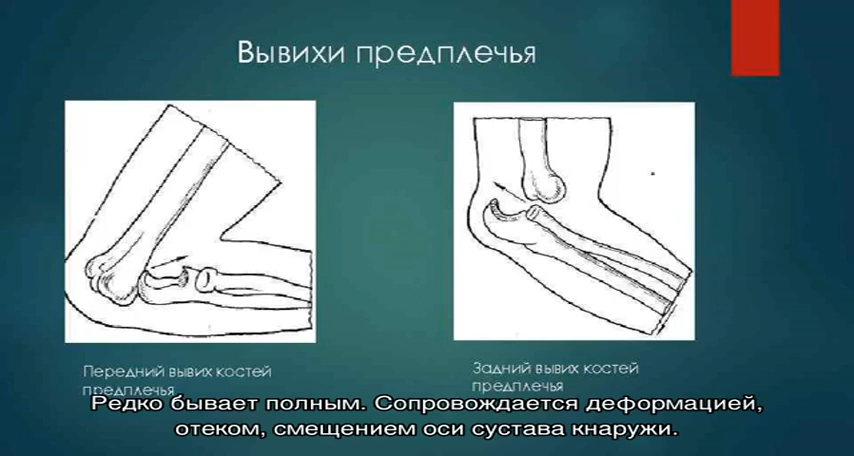 Вывихи предплечья
Передний вывих костей
предплечья
Задний вывих костей
предплечья
Редко бывает полным. Сопровождается деформацией,
отеком, смещением оси сустава кнаружи.